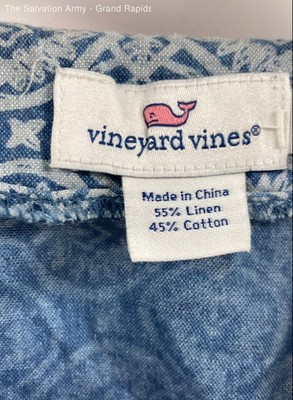 The Salvation Army - Grand Rapids
vineyard vines®
Made in China
55% Linen
45% Cotton